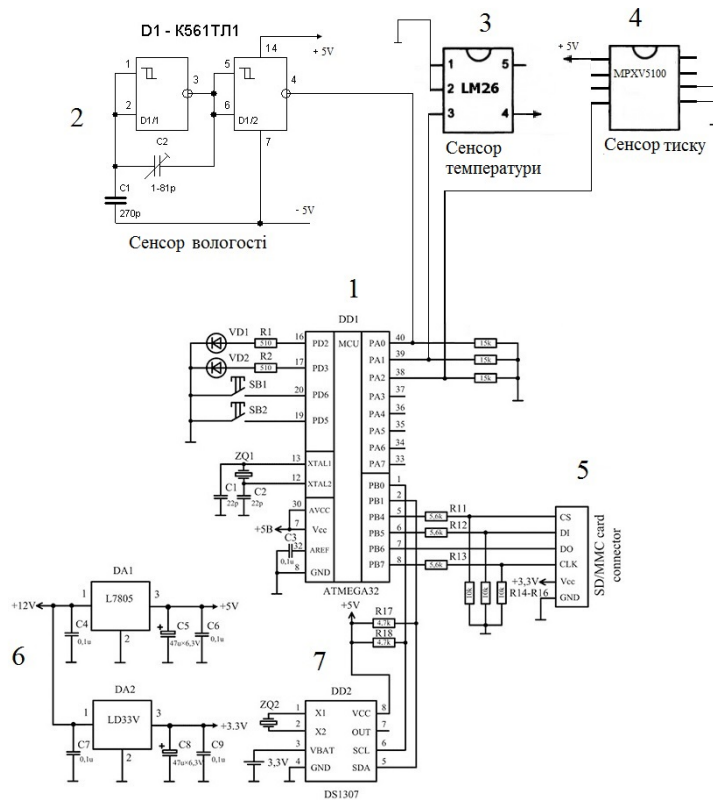 D1 - К561ТЛ1
3
4
14
+ 5V
1
3
5
4
2
D1/1
6
D1/2
2
7
C2
1-81p
C1
270p
- 5V
Сенсор вологості
1
5
2
LM26
3
4
Сенсор температури
+ 5V
MPXV5100
Сенсор тиску
1
DD1
VD1
R1
510
16
PD2
MCU
PA0
40
15k
VD2
R2
510
17
PD3
PA1
39
15k
SB1
20
PD6
PA2
38
15k
SB2
19
PD5
PA3
37
PA4
36
PA5
35
PA6
34
PA7
33
ZQ1
13
XTAL1
12
XTAL2
C1
22p
C2
22p
30
AVCC
+5В
7
Vcc
C3
0,1u
32
AREF
8
GND
ATMEGA32
PB0
1
PB1
2
PB4
5
R11
5,6k
PB5
6
R12
5,6k
PB6
7
PB7
8
R13
5,6k
5
CS
DI
DO
CLK
+3,3V
Vcc
GND
SD/MMC card
connector
10k
10k
10k
R14-R16
6
DA1
+12V
1
L7805
3
+5V
2
C4
0,1u
C5
47u×6,3V
C6
0,1u
DA2
1
LD33V
3
+3.3V
2
C7
0,1u
C8
47u×6,3V
C9
0,1u
7
+5V
R17
4,7k
R18
4,7k
DD2
ZQ2
1
X1
VCC
8
2
X2
OUT
7
3
VBAT
SCL
6
3,3V
4
GND
SDA
5
DS1307